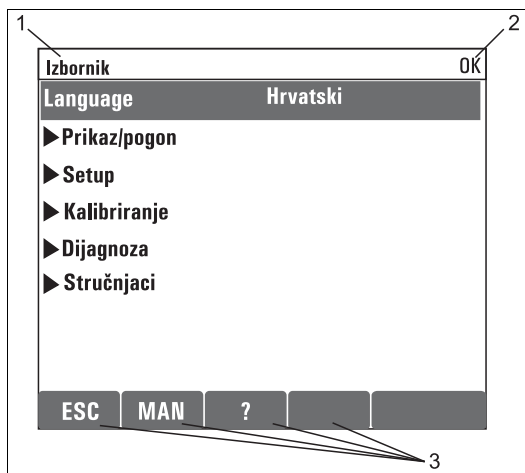 1 2
Izbornik OK
Language Hrvatski
▶Prikaz/pogon
▶Setup
▶Kalibriranje
▶Dijagnoza
▶Stručnjaci
ESC MAN ?
3